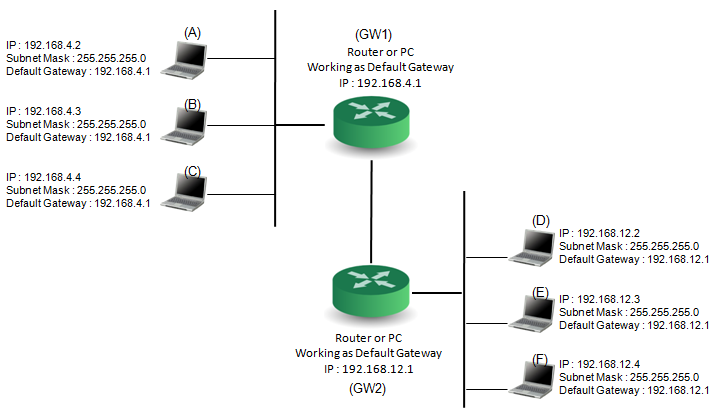 (A)
IP : 192.168.4.2
Subnet Mask : 255.255.255.0
Default Gateway : 192.168.4.1
(B)
IP : 192.168.4.3
Subnet Mask : 255.255.255.0
Default Gateway : 192.168.4.1
(C)
IP : 192.168.4.4
Subnet Mask : 255.255.255.0
Default Gateway : 192.168.4.1
(GW1)
Router or PC
Working as Default Gateway
IP : 192.168.4.1
Router or PC
Working as Default Gateway
IP : 192.168.12.1
(GW2)
(D)
IP : 192.168.12.2
Subnet Mask : 255.255.255.0
Default Gateway : 192.168.12.1
(E)
IP : 192.168.12.3
Subnet Mask : 255.255.255.0
Default Gateway : 192.168.12.1
(F)
IP : 192.168.12.4
Subnet Mask : 255.255.255.0
Default Gateway : 192.168.12.1